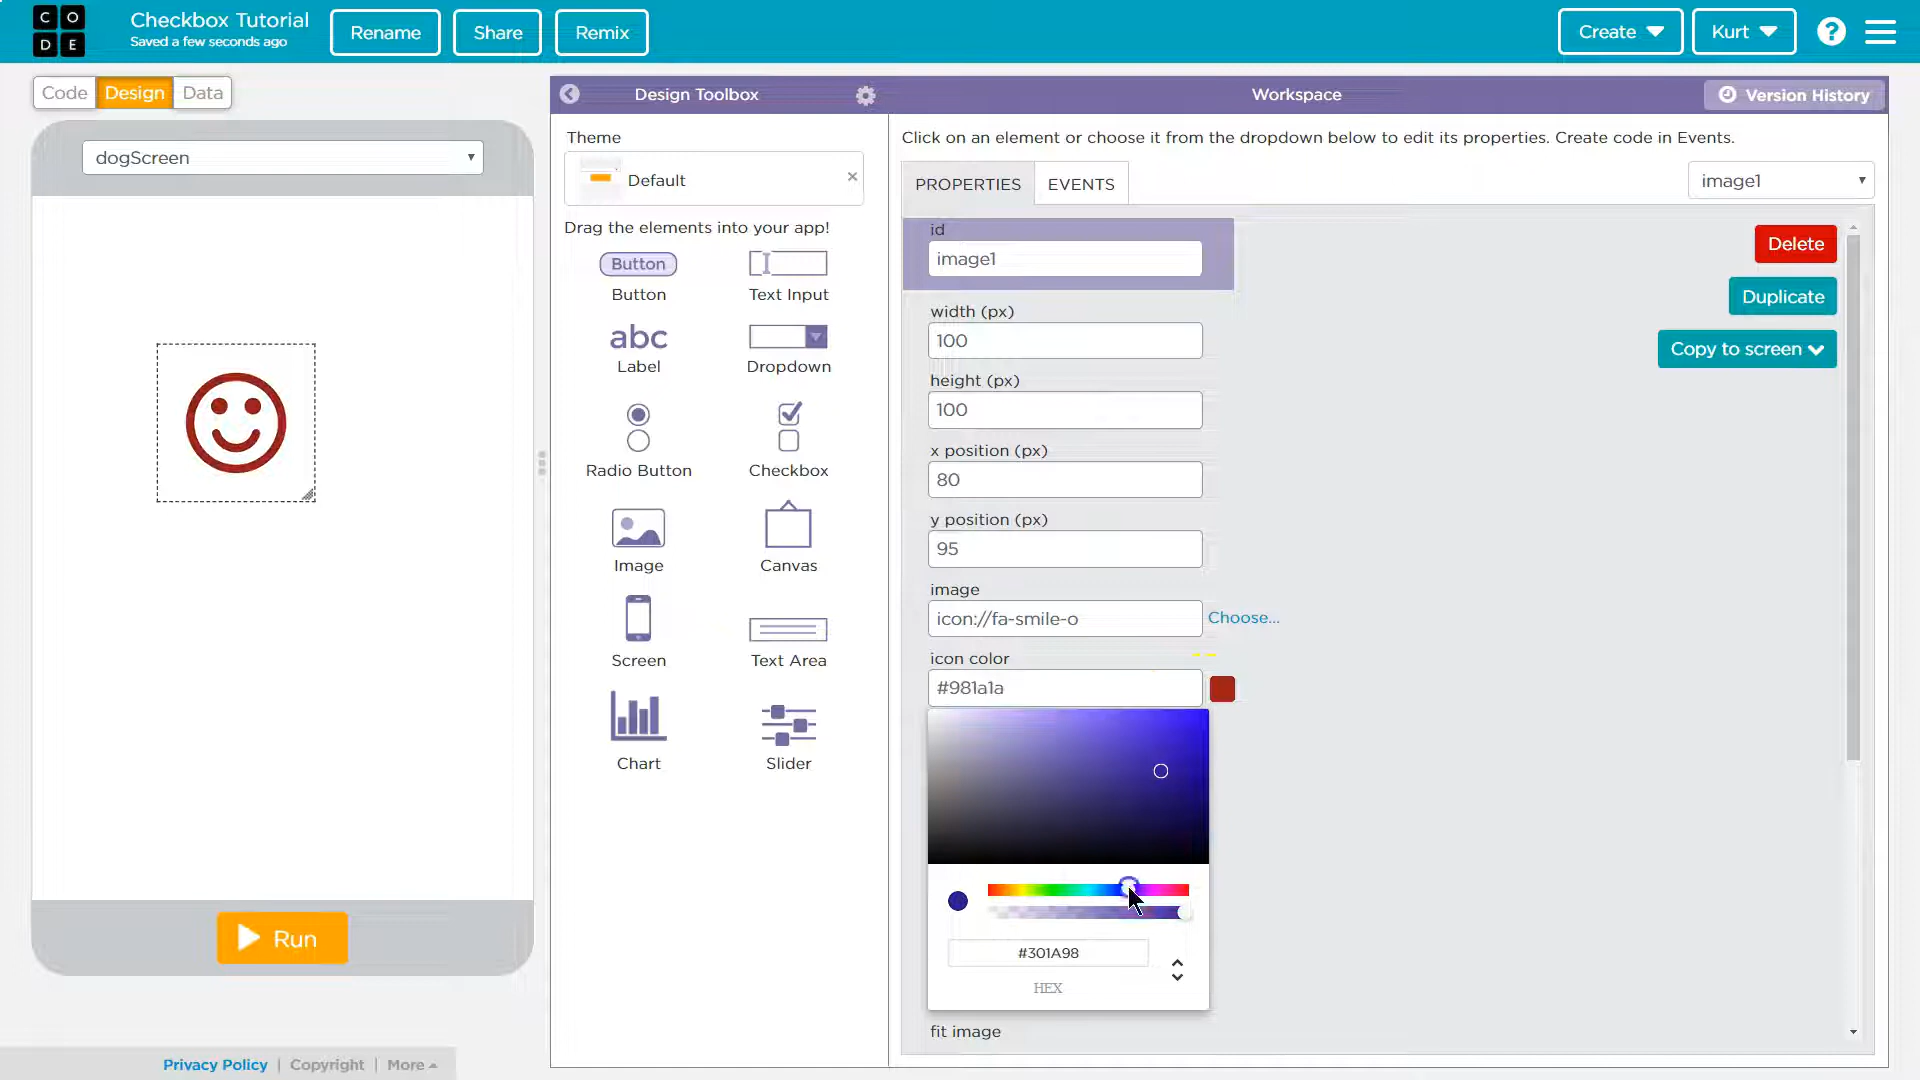 C O
D E
Checkbox Tutorial
Saved a few seconds ago
Rename
Share
Remix
Create
Kurt
?
Code
Design
Data
dogScreen
Run
Design Toolbox
Theme
Default
Drag the elements into your app!
Button
Button
Text Input
abc
Label
Dropdown
Radio Button
Checkbox
Image
Canvas
Screen
Text Area
Chart
Slider
Workspace
Version History
Click on an element or choose it from the dropdown below to edit its properties. Create code in Events.
PROPERTIES
EVENTS
image1
id
image1
Delete
Duplicate
Copy to screen
width (px)
100
height (px)
100
x position (px)
80
y position (px)
95
image
icon://fa-smile-o
Choose...
icon color
#981a1a
#301A98
HEX
fit image
Privacy Policy | Copyright | More